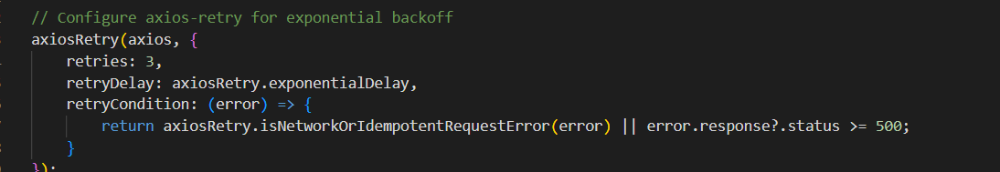 // Configure axios-retry for exponential backoff
axiosRetry(axios, {
    retries: 3,
    retryDelay: axiosRetry.exponentialDelay,
    retryCondition: (error) => {
        return axiosRetry.isNetworkOrIdempotentRequestError(error) || error.response?.status >= 500;
    }
});